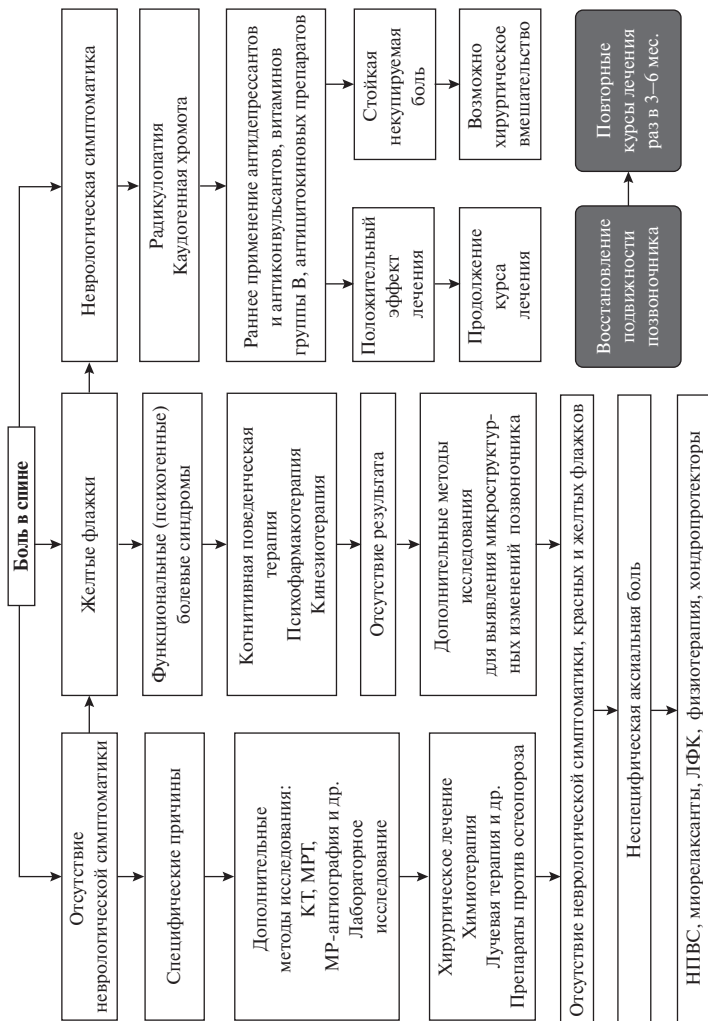 Боль в спине
Отсутствие
неврологической симптоматики
Специфические причины
Дополнительные
методы исследования:
КТ, МРТ,
МР-ангиография и др.
Лабораторное
исследование
Хирургическое лечение
Химиотерапия
Лучевая терапия и др.
Препараты против остеопороза
Желтые флажки
Функциональные (психогенные)
болевые синдромы
Когнитивная поведенческая
терапия
Психофармакотерапия
Кинезиотерапия
Отсутствие результата
Дополнительные методы
исследования
для выявления микроструктур-
ных изменений позвоночника
Неврологическая симптоматика
Радикулопатия
Каудогенная хромота
Раннее применение антидепрессантов
и антиконвульсантов, витаминов
группы В, антицитокиновых препаратов
Положительный
эффект
лечения
Продолжение
курса
лечения
Стойкая
некупируемая
боль
Возможно
хирургическое
вмешательство
Отсутствие неврологической симптоматики, красных и желтых флажков
Неспецифическая аксиальная боль
НПВС, миорелаксанты, ЛФК, физиотерапия, хондропротекторы
Восстановление
подвижности
позвоночника
Повторные
курсы лечения
раз в 3–6 мес.